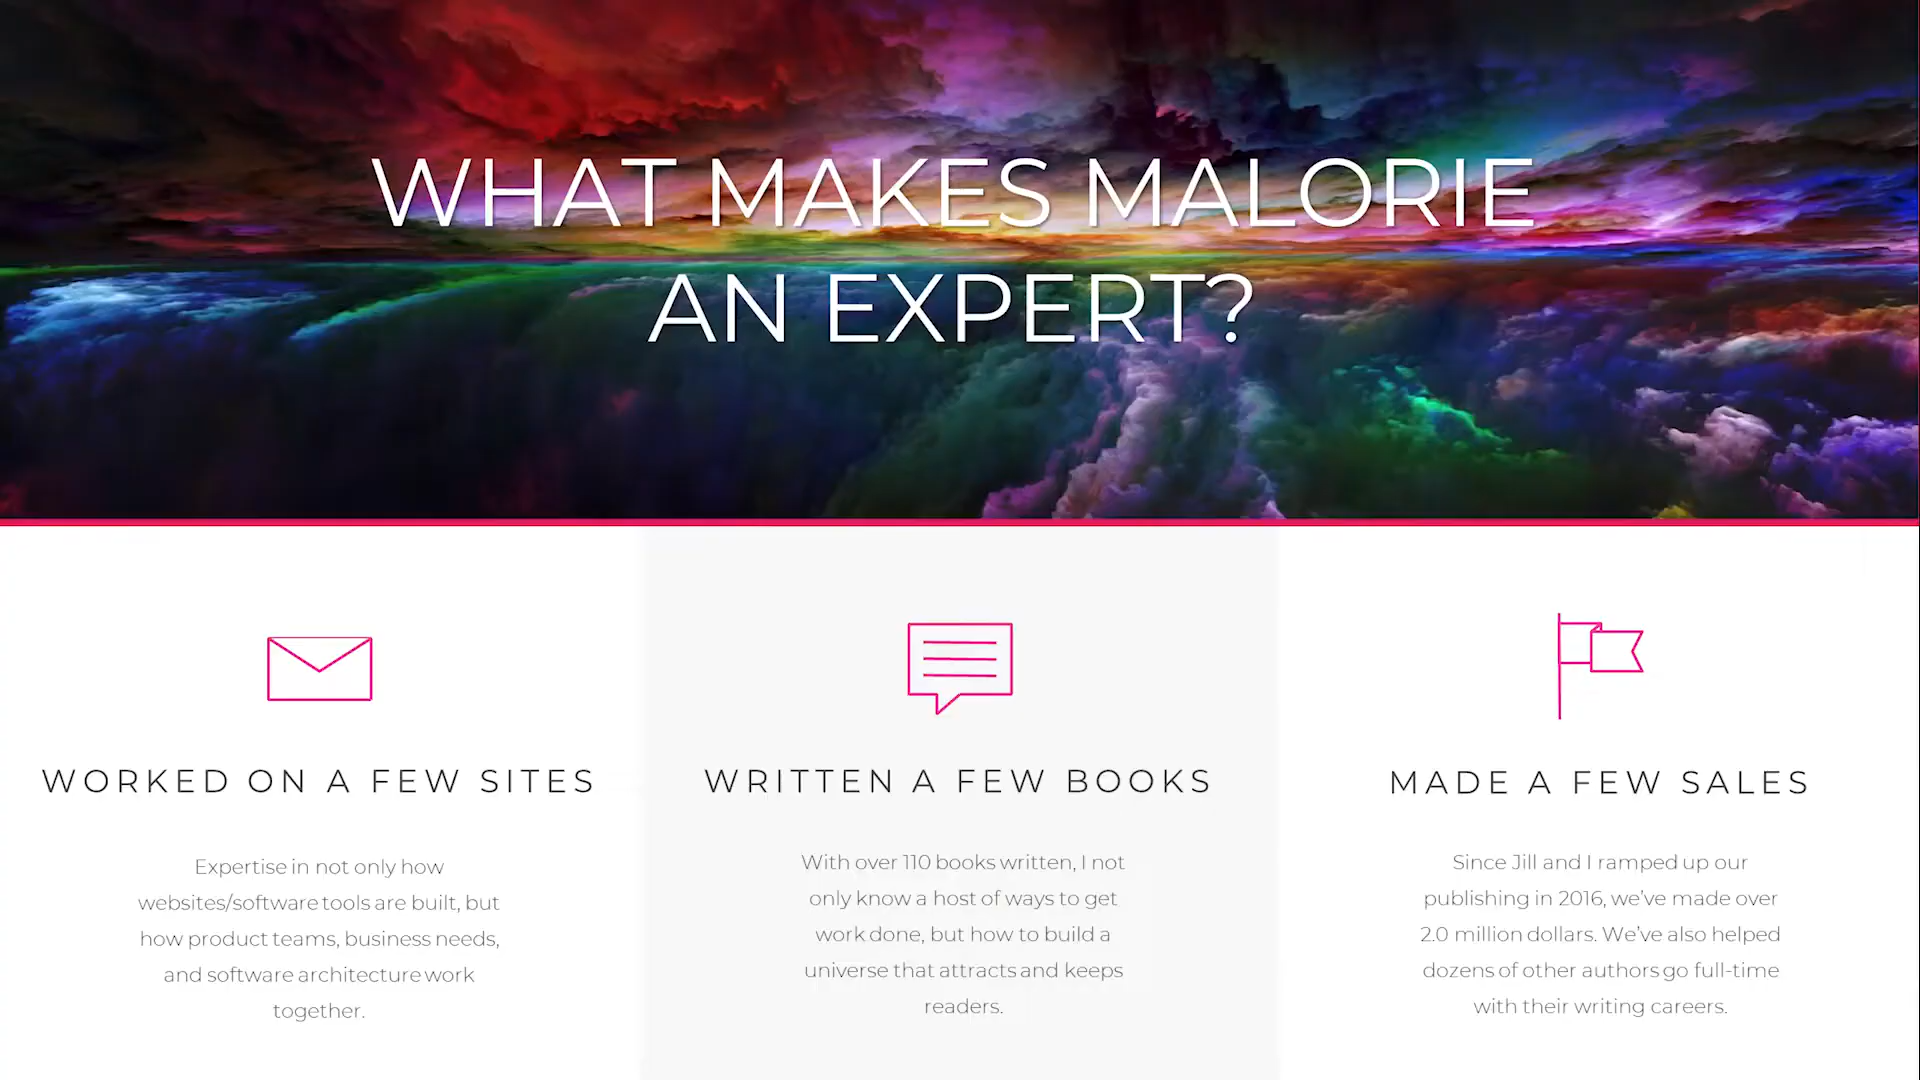 WHAT MAKES MALORIE
AN EXPERT?
WORKED ON A FEW SITES
Expertise in not only how
websites/software tools are built, but
how product teams, business needs,
and software architecture work
together.
WRITTEN A FEW BOOKS
With over 110 books written, I not
only know a host of ways to get
work done, but how to build a
universe that attracts and keeps
readers.
MADE A FEW SALES
Since Jill and I ramped up our
publishing in 2016, we've made over
2.0 million dollars. We've also helped
dozens of other authors go full-time
with their writing careers.